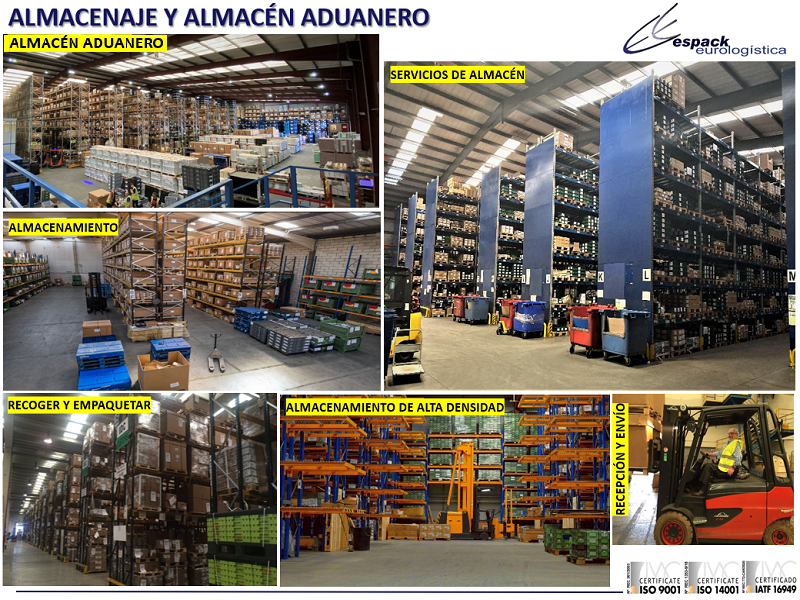 ALMACENAJE Y ALMACÉN ADUANERO
espack
eurologística
ALMACÉN ADUANERO
SERVICIOS DE ALMACÉN
ALMACENAMIENTO
K
L
M
RECOGER Y EMPAQUETAR
ALMACENAMIENTO DE ALTA DENSIDAD
RECEPCIÓN Y ENVÍO
CERTIFICATE
ISO 9001
CERTIFICATE
ISO 14001
CERTIFICADO
IATF 16949